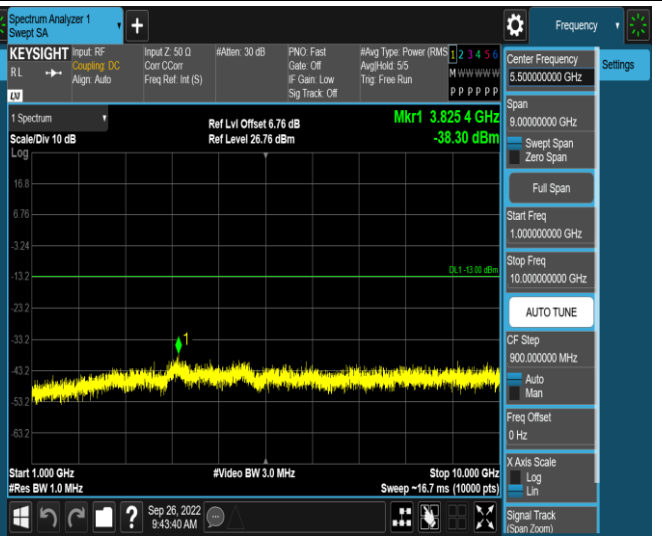 Spectrum Analyzer 1
Swept SA
Frequency
Settings
KEYSIGHT
RL
LXI
Input: RF
Coupling: DC
Align: Auto
Input Z: 50 Ω
Corr CCorr
Freq Ref: Int (S)
#Atten: 30 dB
PNO: Fast
Gate: Off
IF Gain: Low
Sig Track: Off
#Avg Type: Power (RMS
Avg|Hold: 5/5
Trig: Free Run
1 2 3 4 5 6
M W W W W W
P P P P P P
1 Spectrum
Scale/Div 10 dB
Log
Ref Lvl Offset 6.76 dB
Ref Level 26.76 dBm
Mkr1 3.825 4 GHz
-38.30 dBm
16.8
6.76
-3.24
-13.2
-23.2
-33.2
-43.2
-53.2
-63.2
DL1 -13.00 dBm
1
Start 1.000 GHz
#Res BW 1.0 MHz
#Video BW 3.0 MHz
Stop 10.000 GHz
Sweep ~16.7 ms (10000 pts)
Center Frequency
5.500000000 GHz
Span
9.00000000 GHz
Swept Span
Zero Span
Full Span
Start Freq
1.000000000 GHz
Stop Freq
10.000000000 GHz
AUTO TUNE
CF Step
900.000000 MHz
Auto
Man
Freq Offset
0 Hz
X Axis Scale
Log
Lin
Signal Track
(Span Zoom)
?
Sep 26, 2022
9:43:40 AM